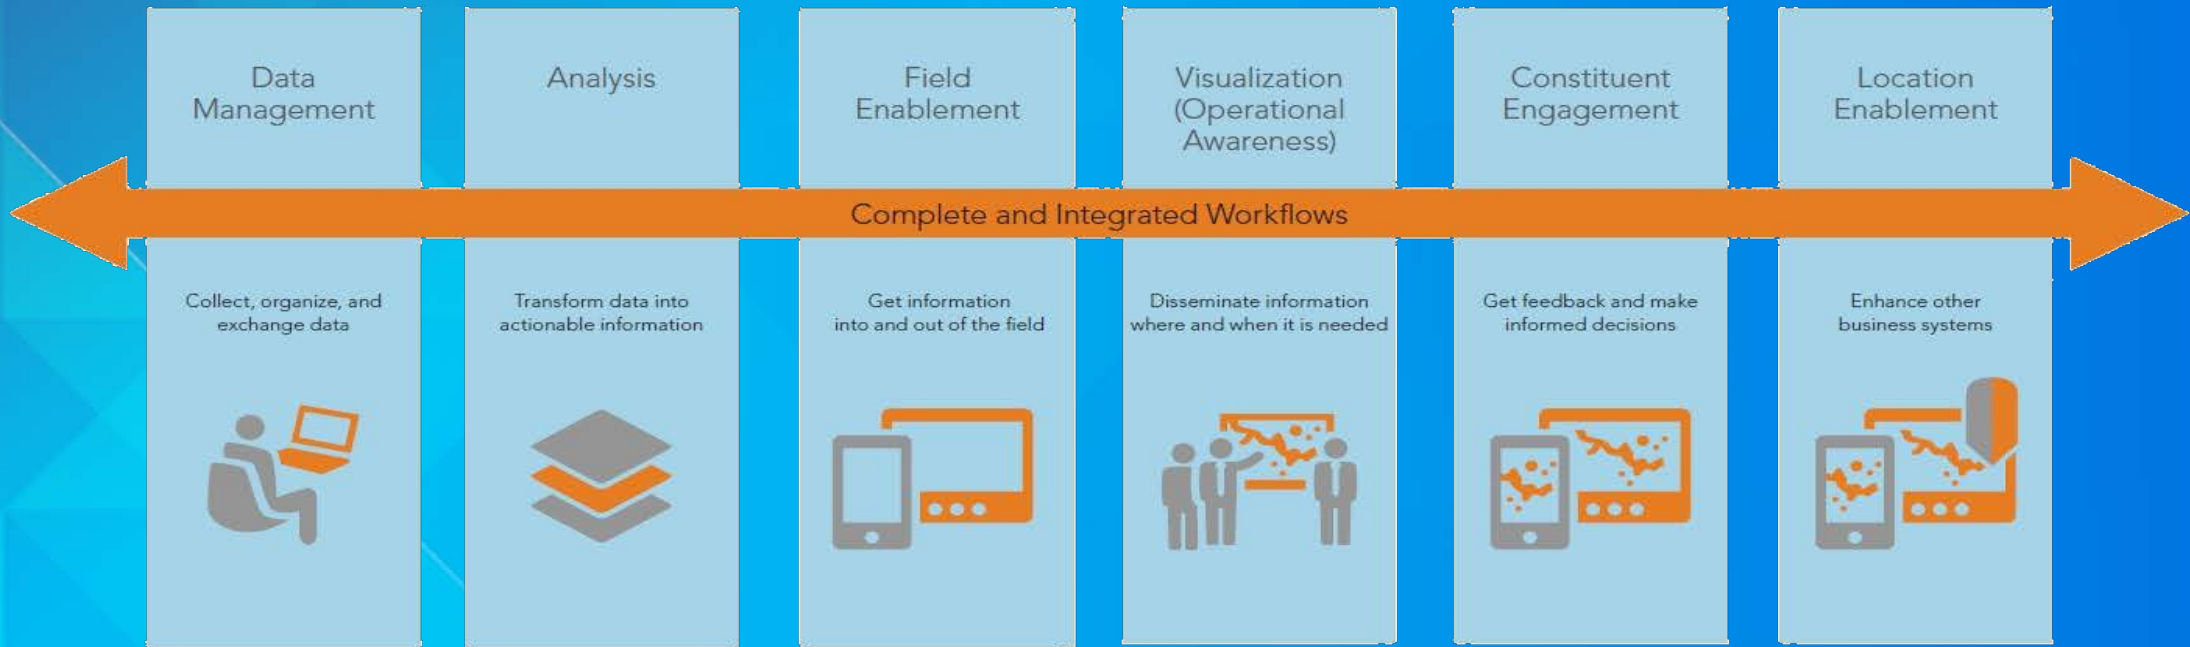 Data
Management
Analysis
Field
Enablement
Visualization
(Operational
Awareness)
Constituent
Engagement
Location
Enablement
Complete and Integrated Workflows
Collect, organize, and
exchange data
Transform data into
actionable information
Get information
into and out of the field
Disseminate information
where and when it is needed
Get feedback and make
informed decisions
Enhance other
business systems